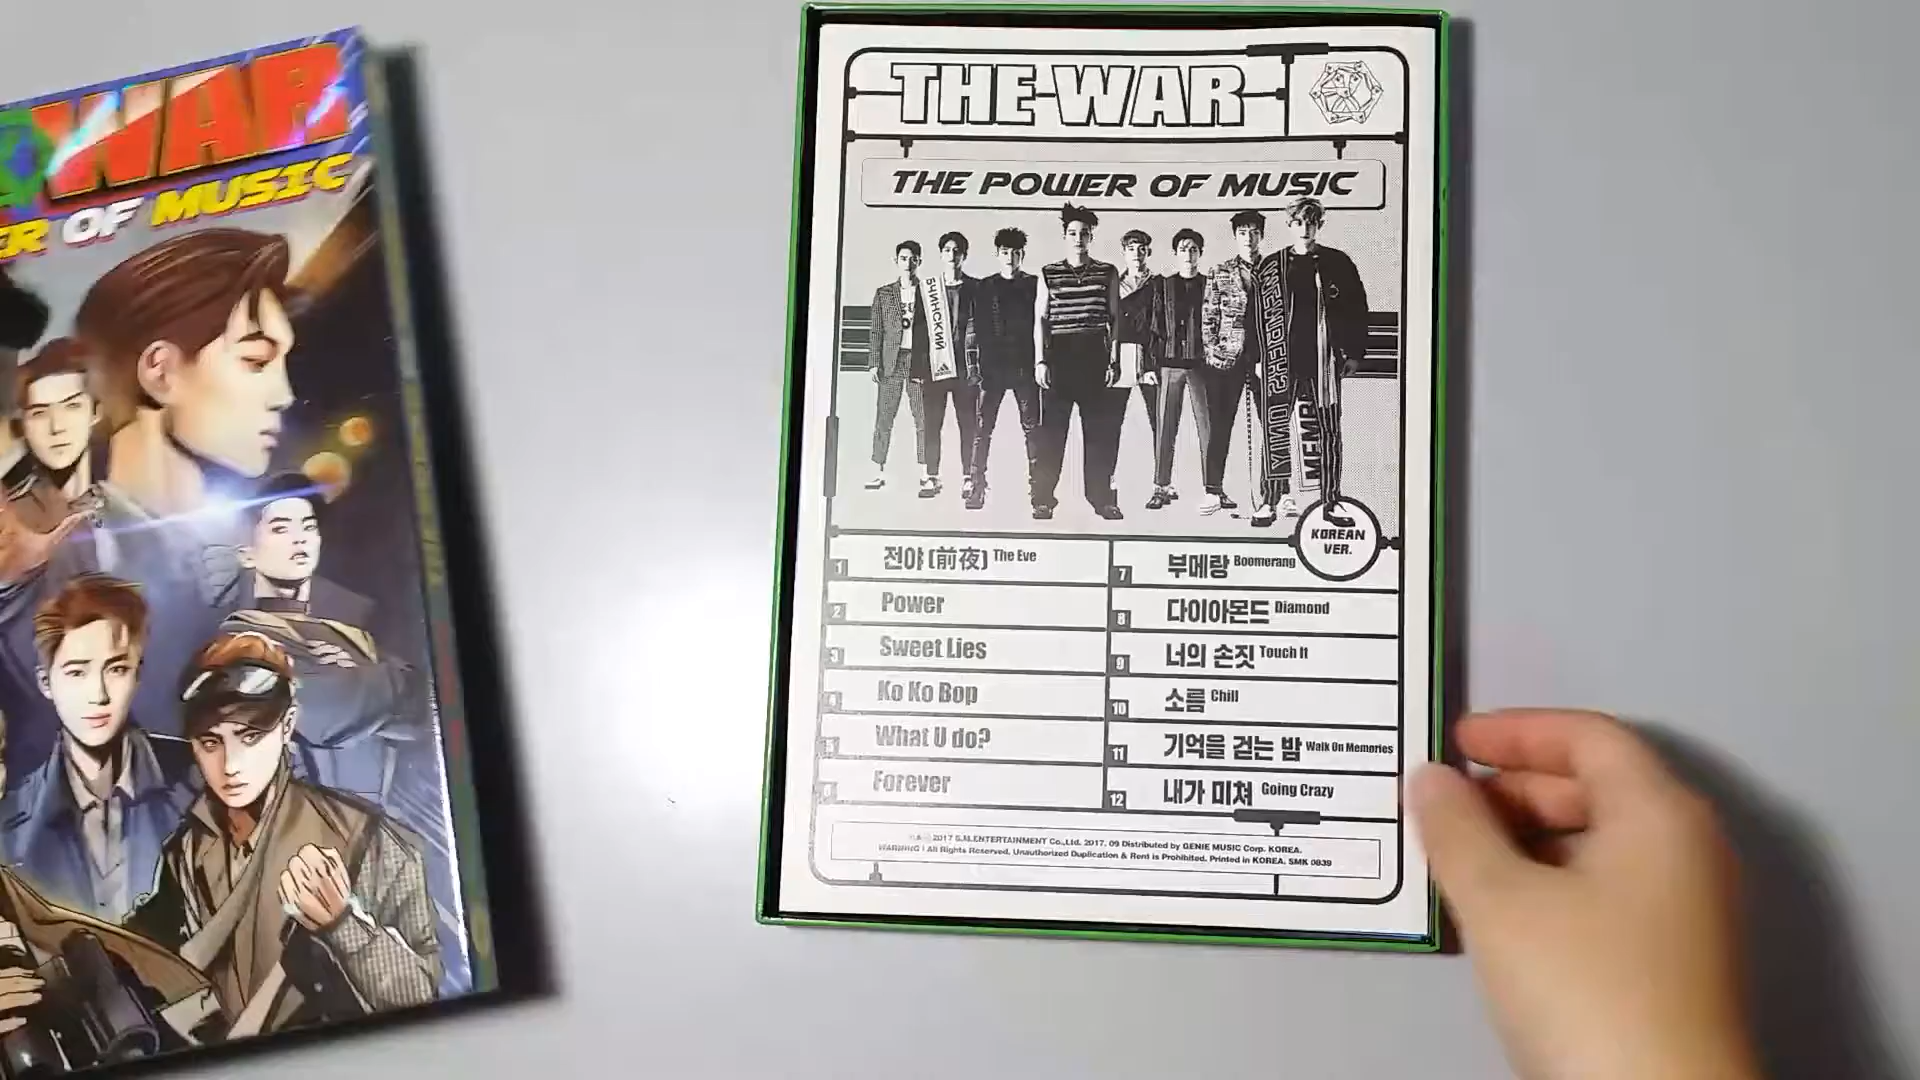 WAR
OF MUSIC
THE WAR
THE POWER OF MUSIC
KOREAN
VER.
1 전야 (前夜) The Eve
2 Power
3 Sweet Lies
Ko Ko Bop
What U do?
Forever
7 부메랑 Boomerang
8 다이아몬드 Diamond
9 너의 손짓 Touch It
10 소름 Chill
11 기억을 걷는 밤 Walk On Memories
12 내가 미쳐 Going Crazy
2017 S.M.ENTERTAINMENT Co.,Ltd. 2017. 09 Distributed by GENIE MUSIC Corp. KOREA.
WARNING ! All Rights Reserved. Unauthorized Duplication & Rent is Prohibited. Printed in KOREA. SMK 0839